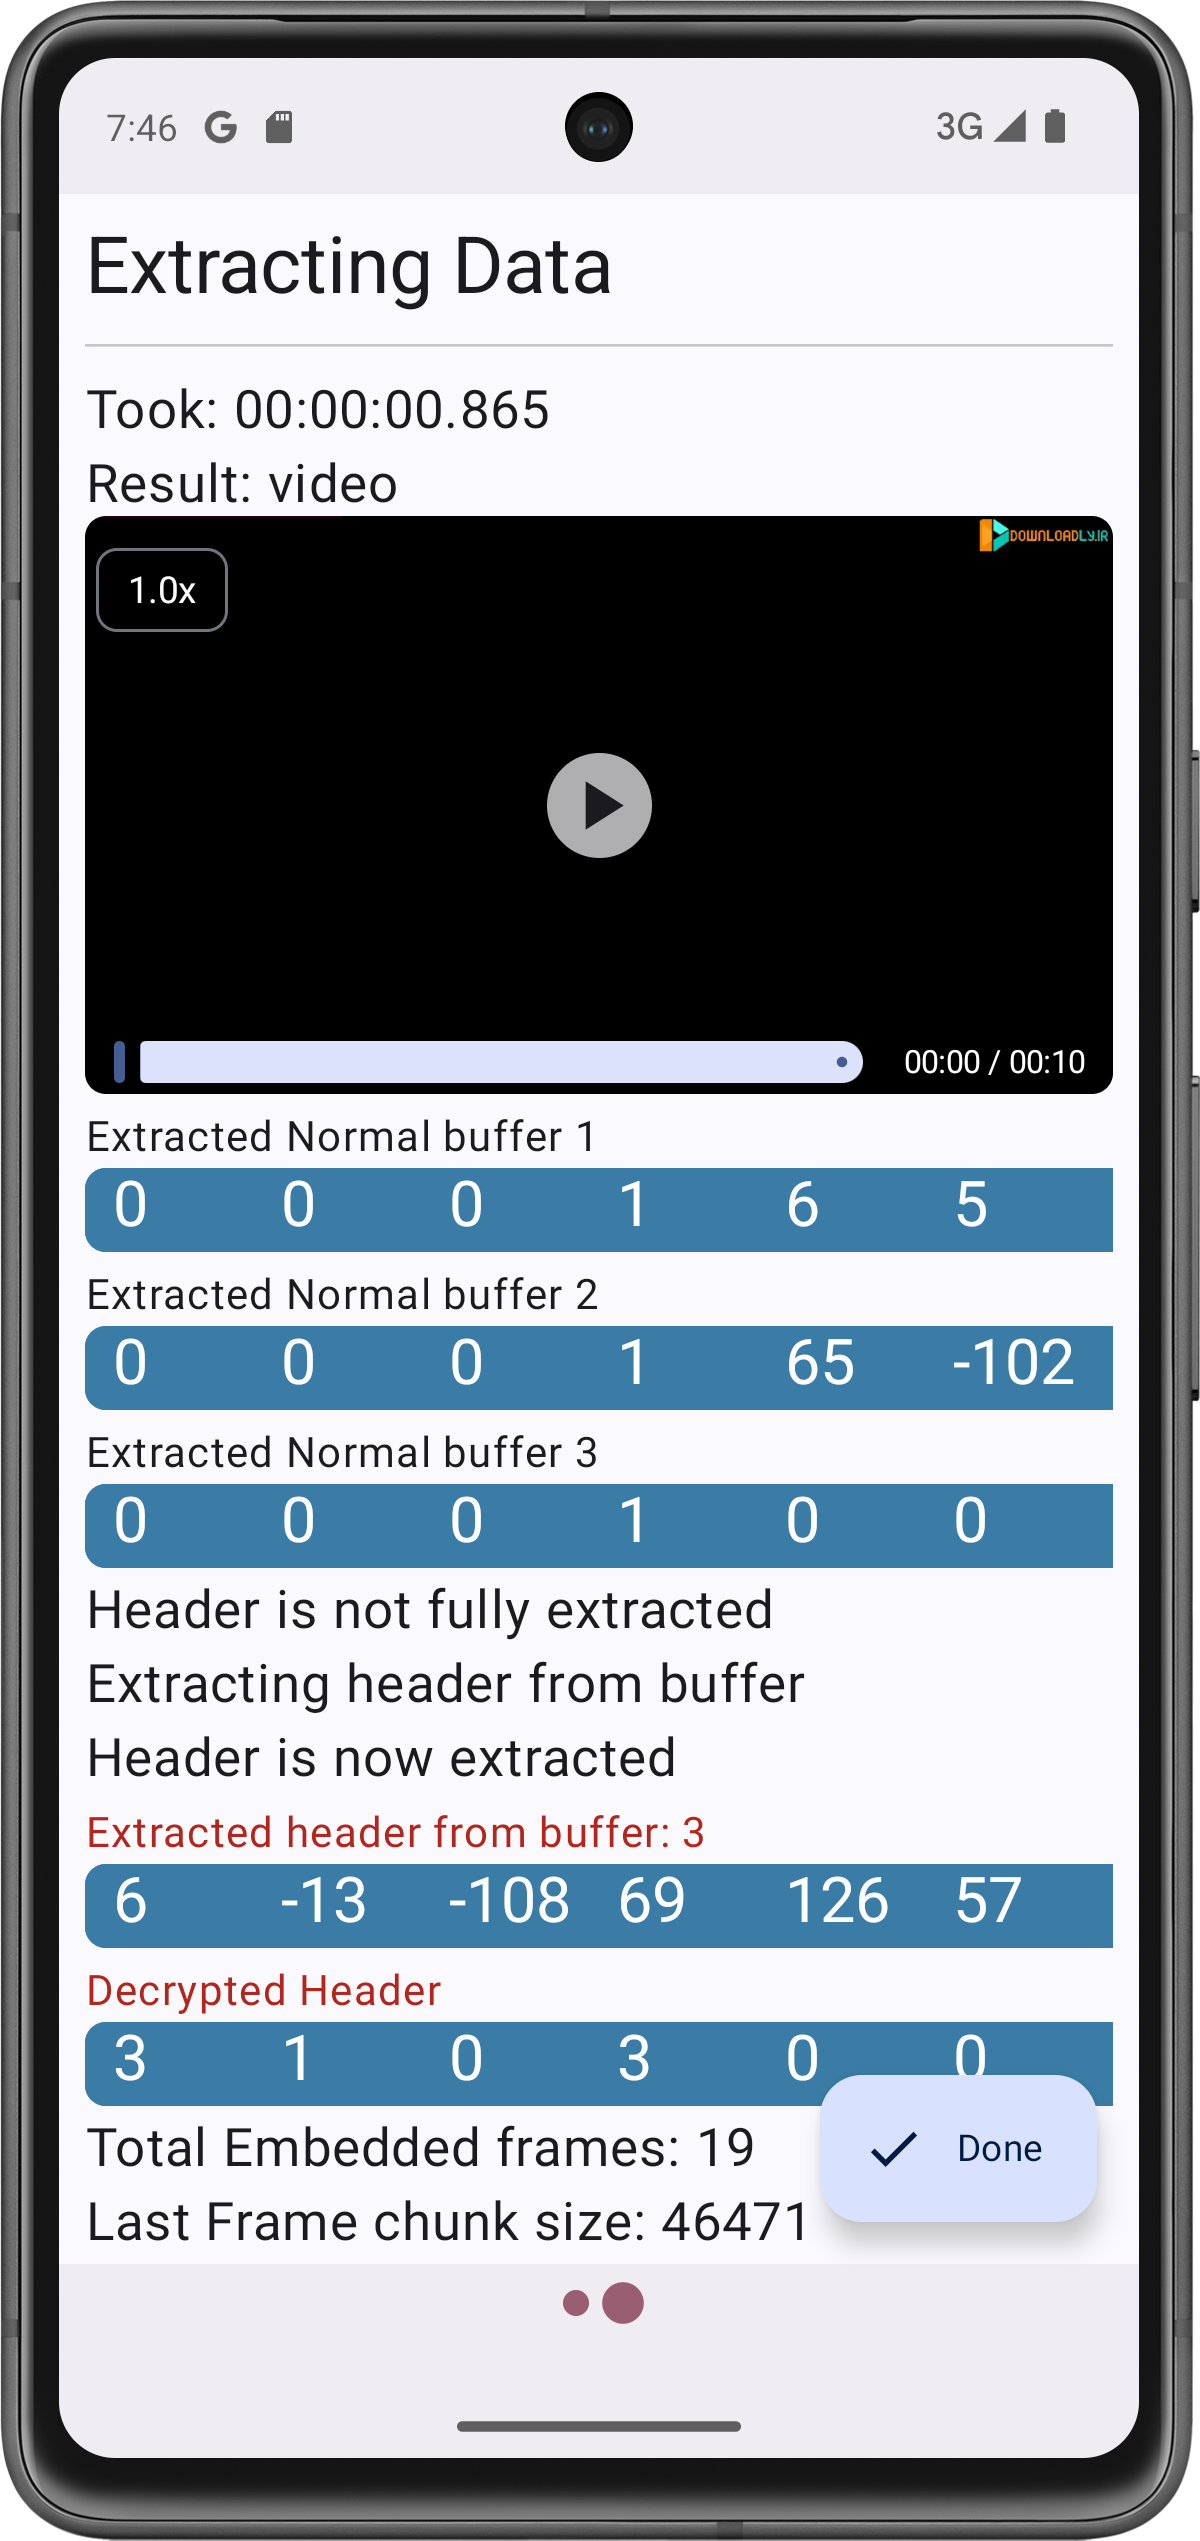 7:46 3G
Extracting Data
Took: 00:00:00.865
Result: video
DOWNLOADLY.IR
1.0x
00:00 / 00:10
Extracted Normal buffer 1
0 0 0 1 6 5
Extracted Normal buffer 2
0 0 0 1 65 -102
Extracted Normal buffer 3
0 0 0 1 0 0
Header is not fully extracted
Extracting header from buffer
Header is now extracted
Extracted header from buffer: 3
6 -13 -108 69 126 57
Decrypted Header
3 1 0 3 0 0
Total Embedded frames: 19
Done
Last Frame chunk size: 46471